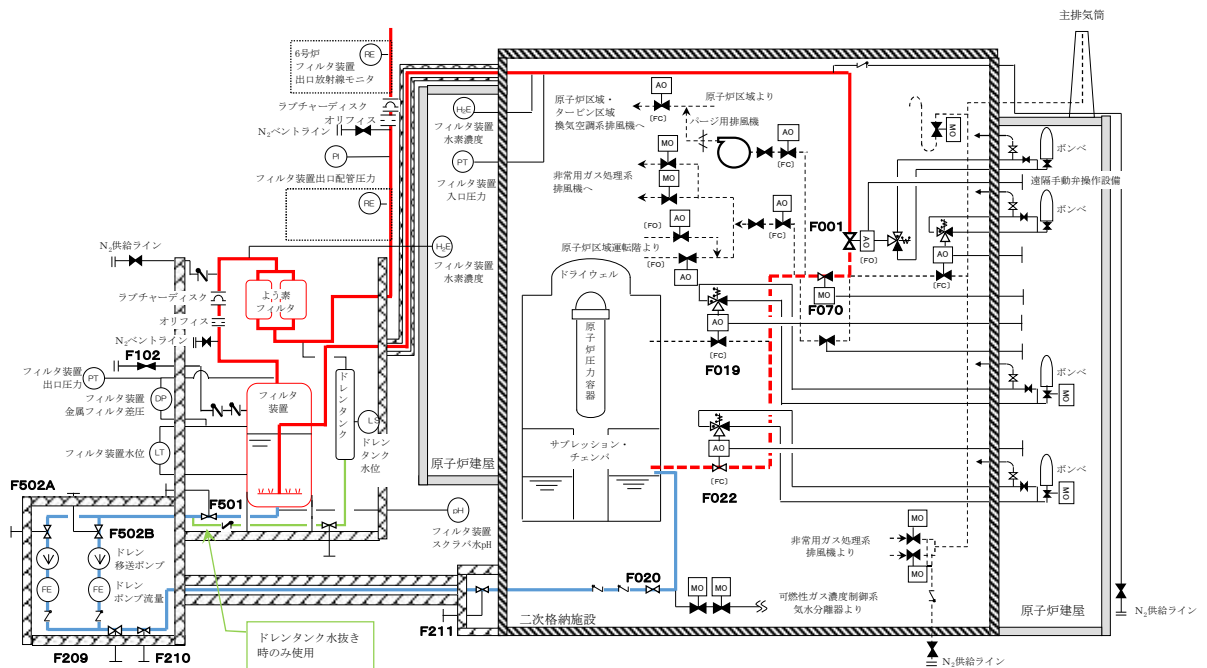 主排気筒
6号炉
フィルタ装置
出口放射線モニタ
RE
ラプチャーディスク
オリフィス
N₂ベントライン
PI
フィルタ装置出口配管圧力
RE
H₂E
フィルタ装置
水素濃度
PT
フィルタ装置
入口圧力
H₂E
フィルタ装置
水素濃度
原子炉区域・
タービン区域
換気空調系排風機へ
AO
(FC)
原子炉区域より
パージ用排風機
AO
(FC)
MO
非常用ガス処理系
排風機へ
MO
AO
(FO)
原子炉区域運転階より
(FO)
AO
AO
(FC)
F001
AO
(FO)
MO
AO
(FC)
F070
MO
ボンベ
遠隔手動弁操作設備
ボンベ
N₂供給ライン
ラプチャーディスク
オリフィス
N₂ベントライン
よう素
フィルタ
F102
PT
フィルタ装置
出口圧力
DP
フィルタ装置
金属フィルタ差圧
LT
フィルタ装置水位
フィルタ
装置
ドレンタンク
LS
ドレン
タンク
水位
原子炉建屋
ドライウェル
原子炉圧力容器
サプレッション・
チェンバ
AO
(FC)
F019
AO
(FC)
F022
ボンベ
MO
ボンベ
MO
F502A
F501
F502B
ドレン
移送ポンプ
FE
FE
ドレン
ポンプ流量
pH
フィルタ装置
スクラバ水pH
F209
F210
F211
ドレンタンク水抜き
時のみ使用
F020
MO
MO
可燃性ガス濃度制御系
気水分離器より
非常用ガス処理系
排風機より
MO
MO
二次格納施設
原子炉建屋
N₂供給ライン
N₂供給ライン